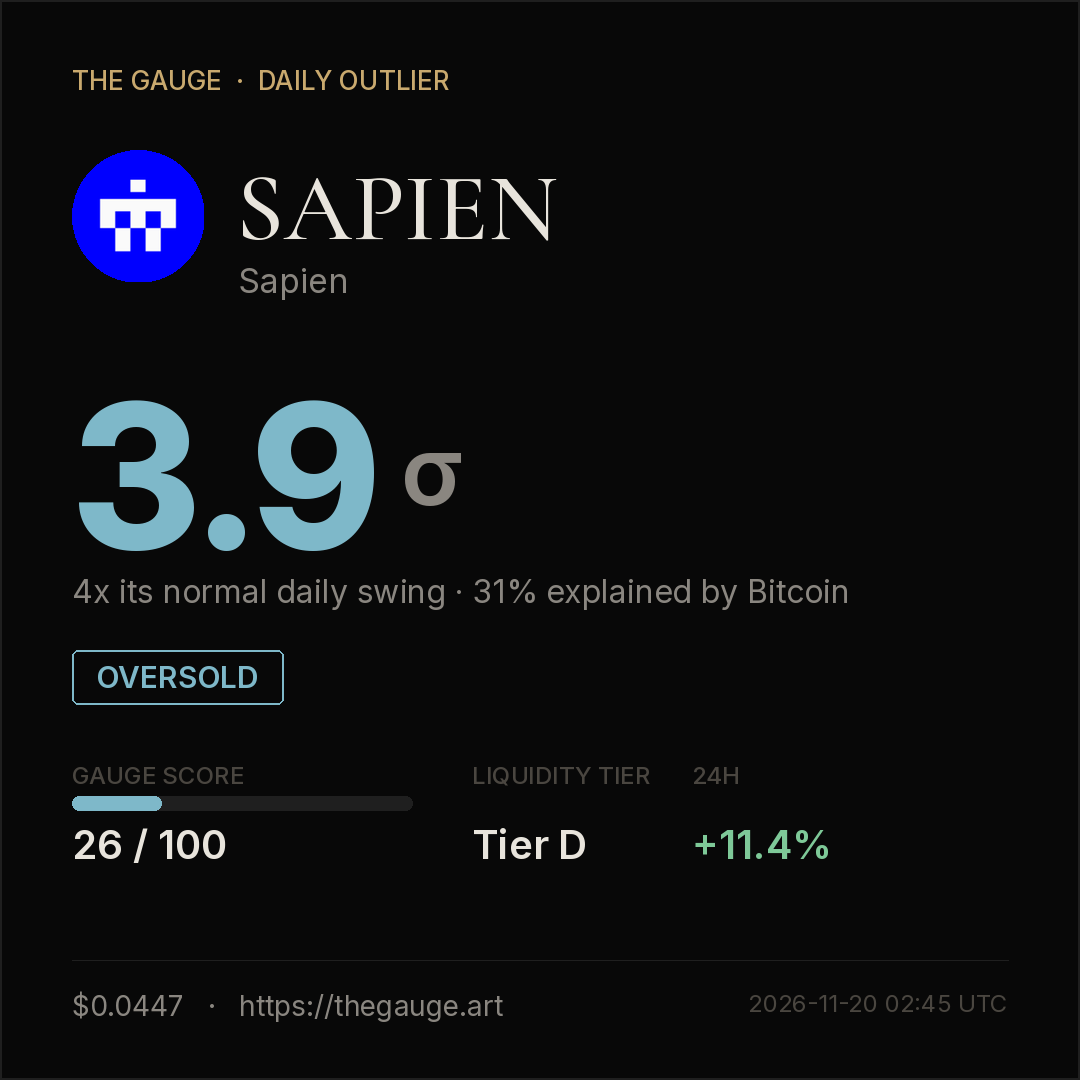 THE GAUGE · DAILY OUTLIER
SAPIEN
Sapien
3.9 σ
4x its normal daily swing · 31% explained by Bitcoin
OVERSOLD
GAUGE SCORE LIQUIDITY TIER 24H
26 / 100 Tier D +11.4%
$0.0447 · https://thegauge.art 2026-11-20 02:45 UTC